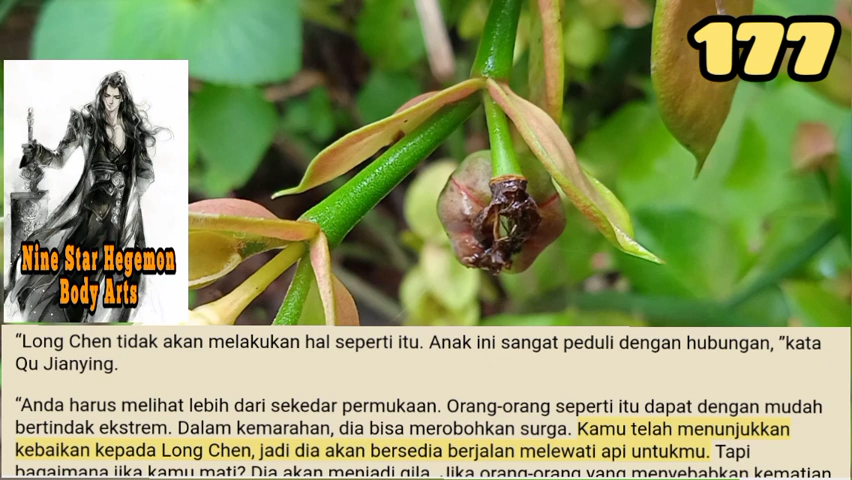 177
Nine Star Hegemon
Body Arts
“Long Chen tidak akan melakukan hal seperti itu. Anak ini sangat peduli dengan hubungan, ”kata
Qu Jianying.
“Anda harus melihat lebih dari sekedar permukaan. Orang-orang seperti itu dapat dengan mudah
bertindak ekstrem. Dalam kemarahan, dia bisa merobohkan surga. Kamu telah menunjukkan
kebaikan kepada Long Chen, jadi dia akan bersedia berjalan melewati api untukmu. Tapi
bagaimana jika kamu mati? Dia akan menjadi gila. Jika orang-orang yang menyebabkan kematian